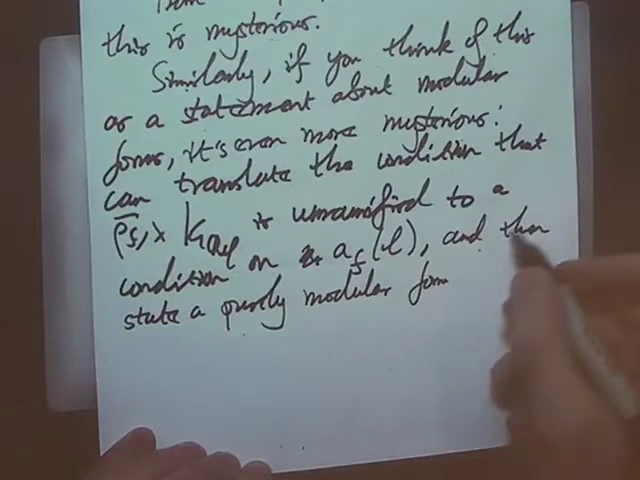 this is mysterious.
Similarly, if you think of this
as a statement about modular
forms, it's even more mysterious:
can translate the condition that
ρ̄_{f,λ} is unramified to a
condition on a_f(ℓ), and then
state a purely modular form